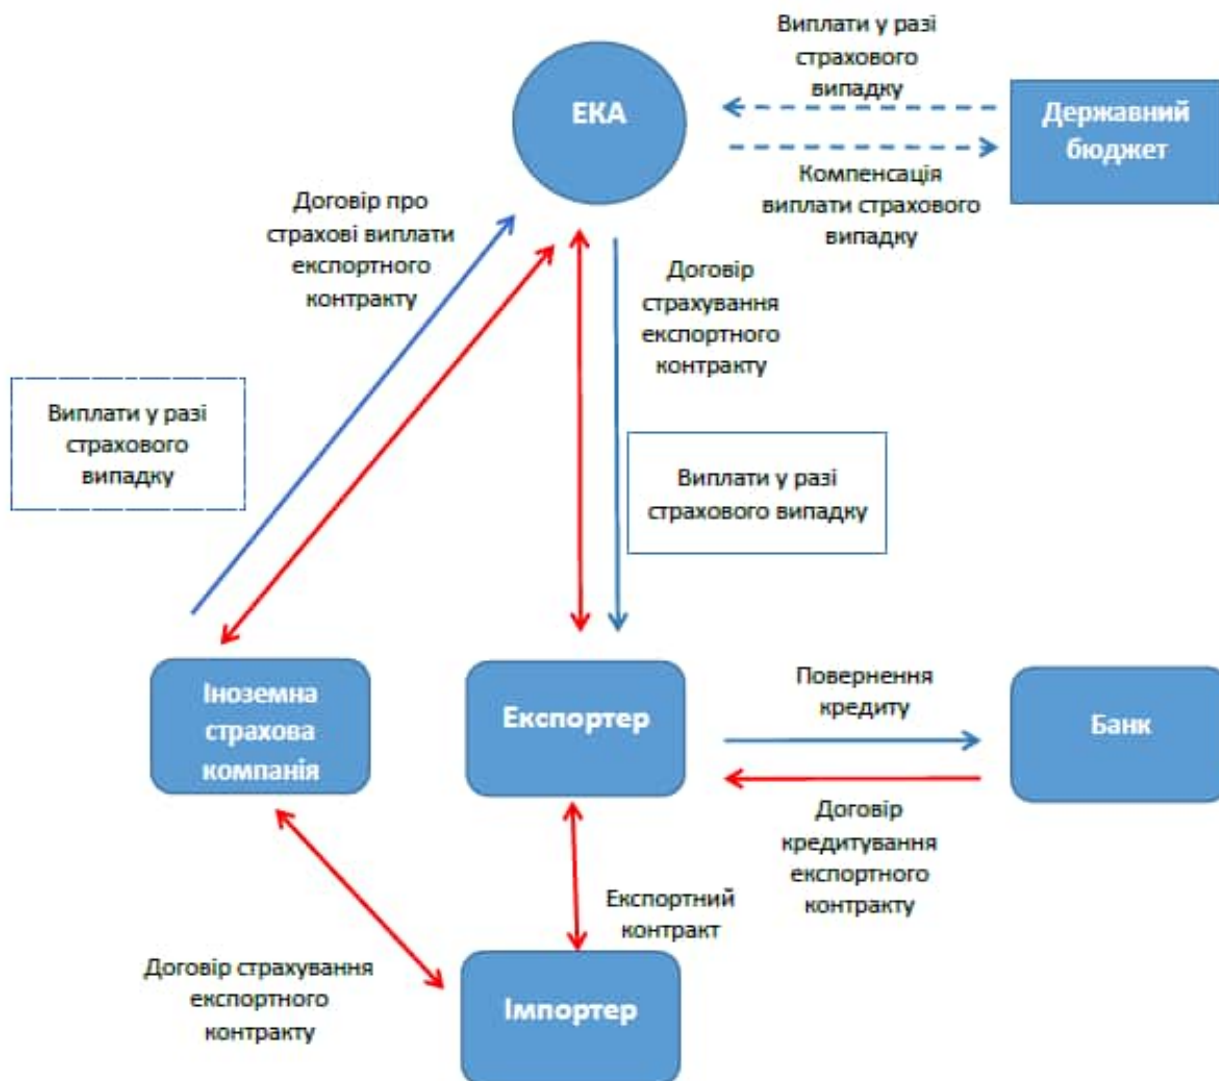 Виплати у разі
страхового
випадку
ЕКА
Державний
бюджет
Компенсація
виплати страхового
випадку
Договір про
страхові виплати
експортного
контракту
Договір
страхування
експортного
контракту
Виплати у разі
страхового
випадку
Виплати у разі
страхового випадку
Іноземна
страхова
компанія
Експортер
Повернення
кредиту
Банк
Договір
кредитування
експортного
контракту
Експортний
контракт
Договір страхування
експортного
контракту
Імпортер